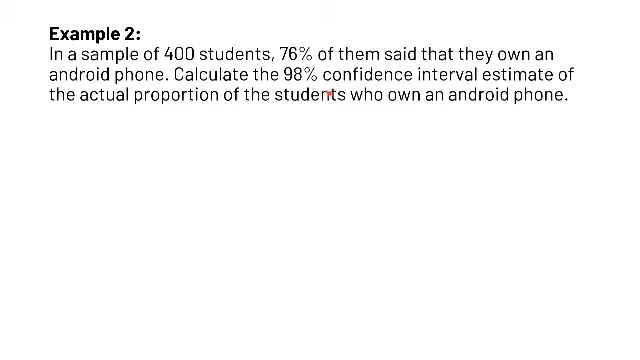 Example 2:
In a sample of 400 students, 76% of them said that they own an
android phone. Calculate the 98% confidence interval estimate of
the actual proportion of the students who own an android phone.